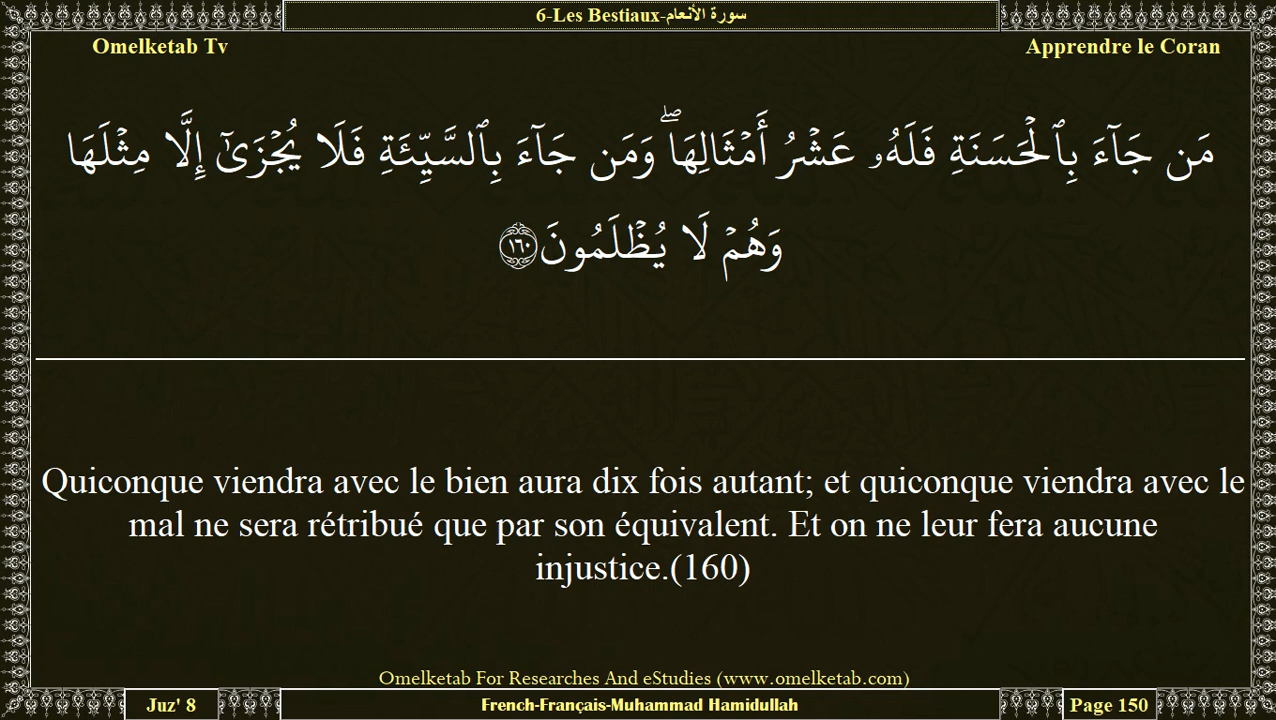 6-Les Bestiaux-سورة الأنعام
Omelketab Tv
Apprendre le Coran
مَن جَآءَ بِٱلْحَسَنَةِ فَلَهُۥ عَشْرُ أَمْثَالِهَا ۖ وَمَن جَآءَ بِٱلسَّيِّئَةِ فَلَا يُجْزَىٰٓ إِلَّا مِثْلَهَا
وَهُمْ لَا يُظْلَمُونَ ١٦٠
Quiconque viendra avec le bien aura dix fois autant; et quiconque viendra avec le
mal ne sera rétribué que par son équivalent. Et on ne leur fera aucune
injustice.(160)
Omelketab For Researches And eStudies (www.omelketab.com)
Juz' 8
French-Français-Muhammad Hamidullah
Page 150